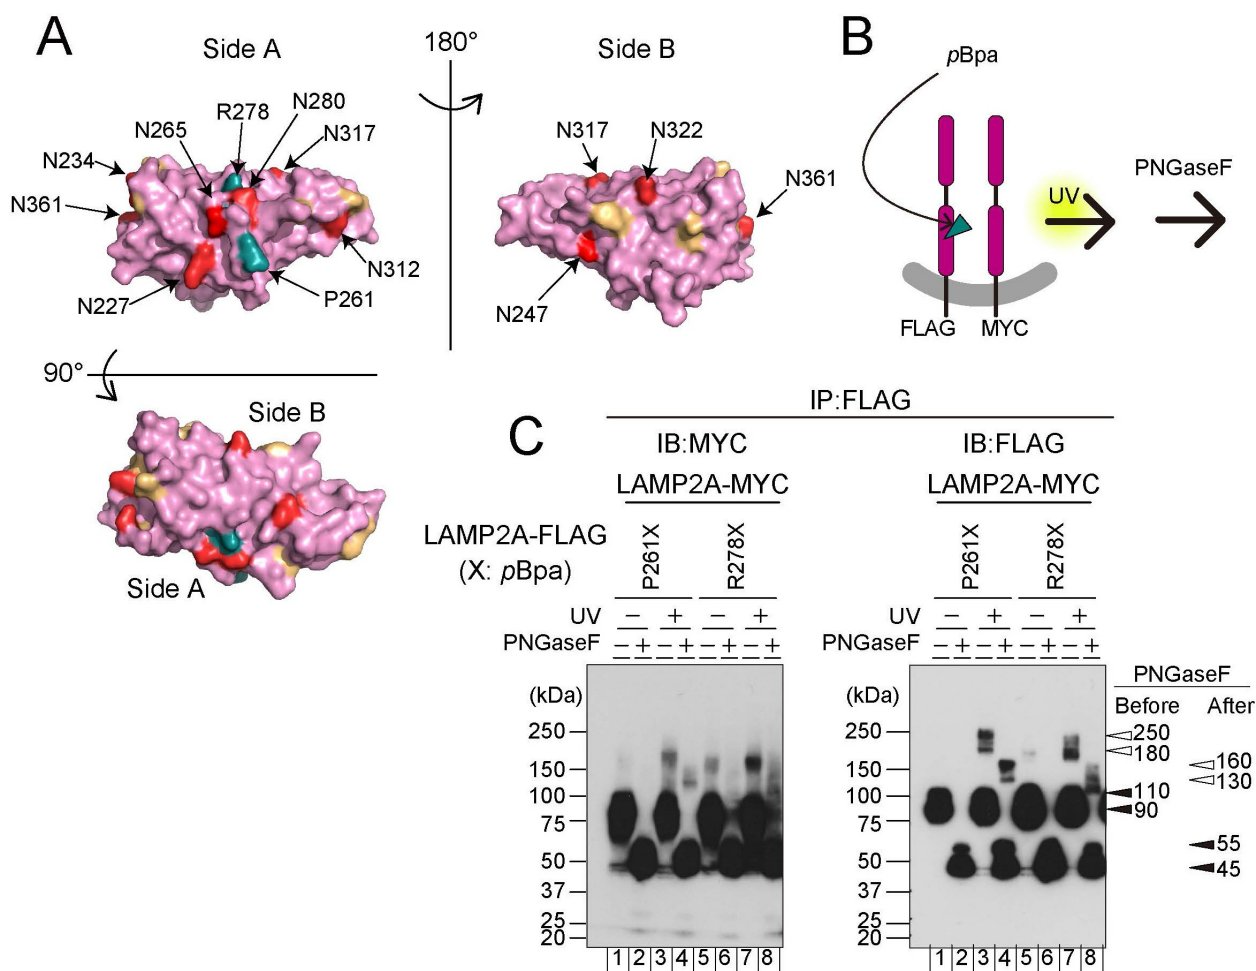 A
Side A
180°
Side B
N265
R278
N280
N317
N234
N361
N312
N227
P261
N317
N322
N361
N247
90°
Side B
Side A
B
pBpa
UV
PNGaseF
FLAG MYC
C
IP:FLAG
IB:MYC
LAMP2A-MYC
IB:FLAG
LAMP2A-MYC
LAMP2A-FLAG
(X: pBpa)
P261X
R278X
P261X
R278X
UV − + − +
PNGaseF − + − + − + − +
UV − + − +
PNGaseF − + − + − + − +
(kDa)
250
150
100
75
50
37
25
20
1 2 3 4 5 6 7 8
(kDa)
250
150
100
75
50
37
25
20
1 2 3 4 5 6 7 8
PNGaseF
Before After
250
180
160
130
110
90
55
45